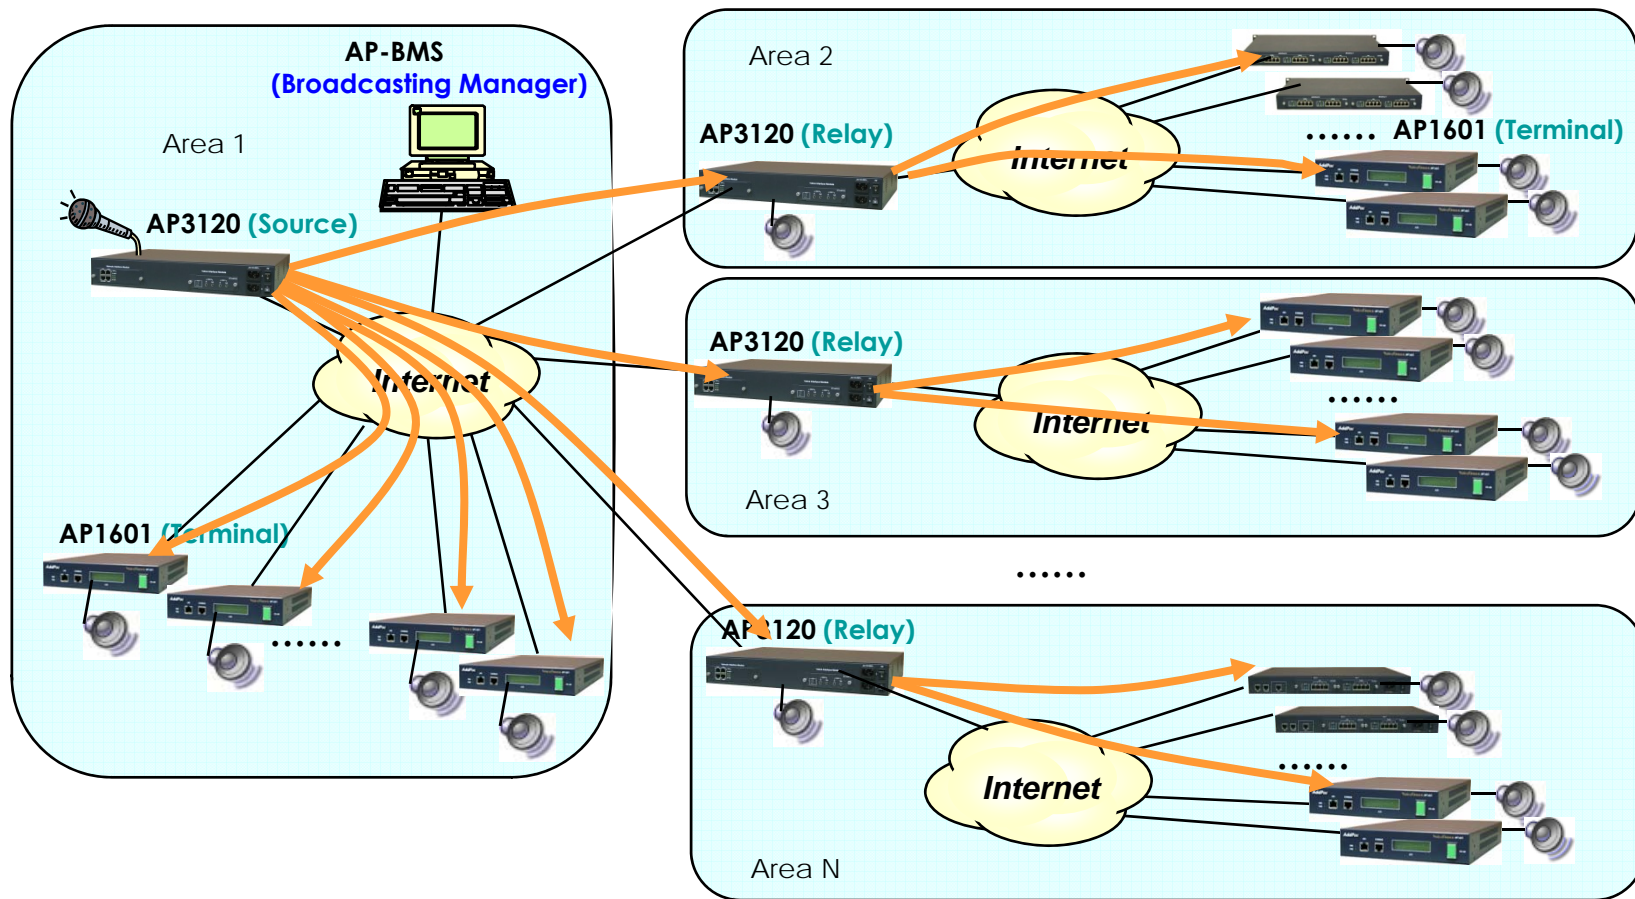 AP-BMS
(Broadcasting Manager)
Area 1
AP3120 (Source)
Internet
AP1601 (Terminal)
......
Area 2
AP3120 (Relay)
Internet
......
AP1601 (Terminal)
AP3120 (Relay)
Internet
......
Area 3
......
AP3120 (Relay)
Internet
......
Area N